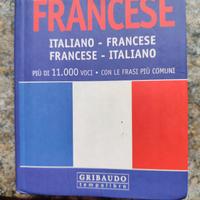 FRANCESE
ITALIANO - FRANCESE
FRANCESE - ITALIANO
PIÙ DI 11.000 VOCI • CON LE FRASI PIÙ COMUNI
GRIBAUDO
tempolibro